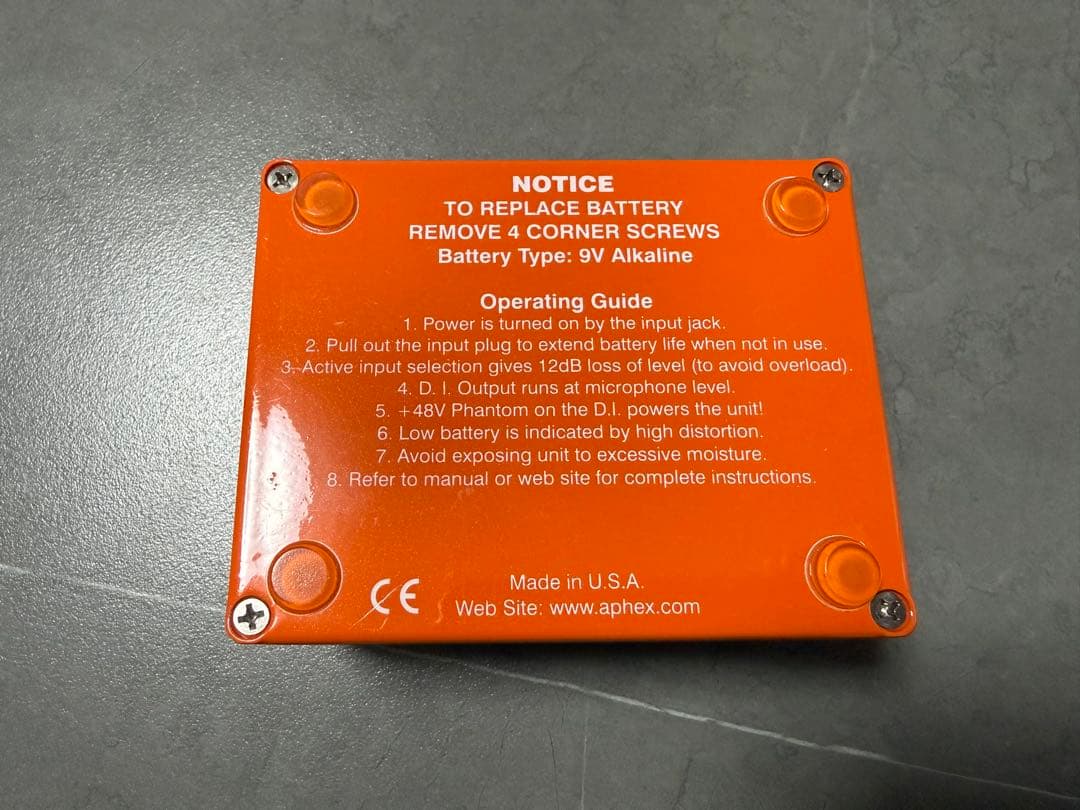 NOTICE
TO REPLACE BATTERY
REMOVE 4 CORNER SCREWS
Battery Type: 9V Alkaline
Operating Guide
1. Power is turned on by the input jack.
2. Pull out the input plug to extend battery life when not in use.
3. Active input selection gives 12dB loss of level (to avoid overload).
4. D. I. Output runs at microphone level.
5. +48V Phantom on the D.I. powers the unit!
6. Low battery is indicated by high distortion.
7. Avoid exposing unit to excessive moisture.
8. Refer to manual or web site for complete instructions.
CE
Made in U.S.A.
Web Site: www.aphex.com